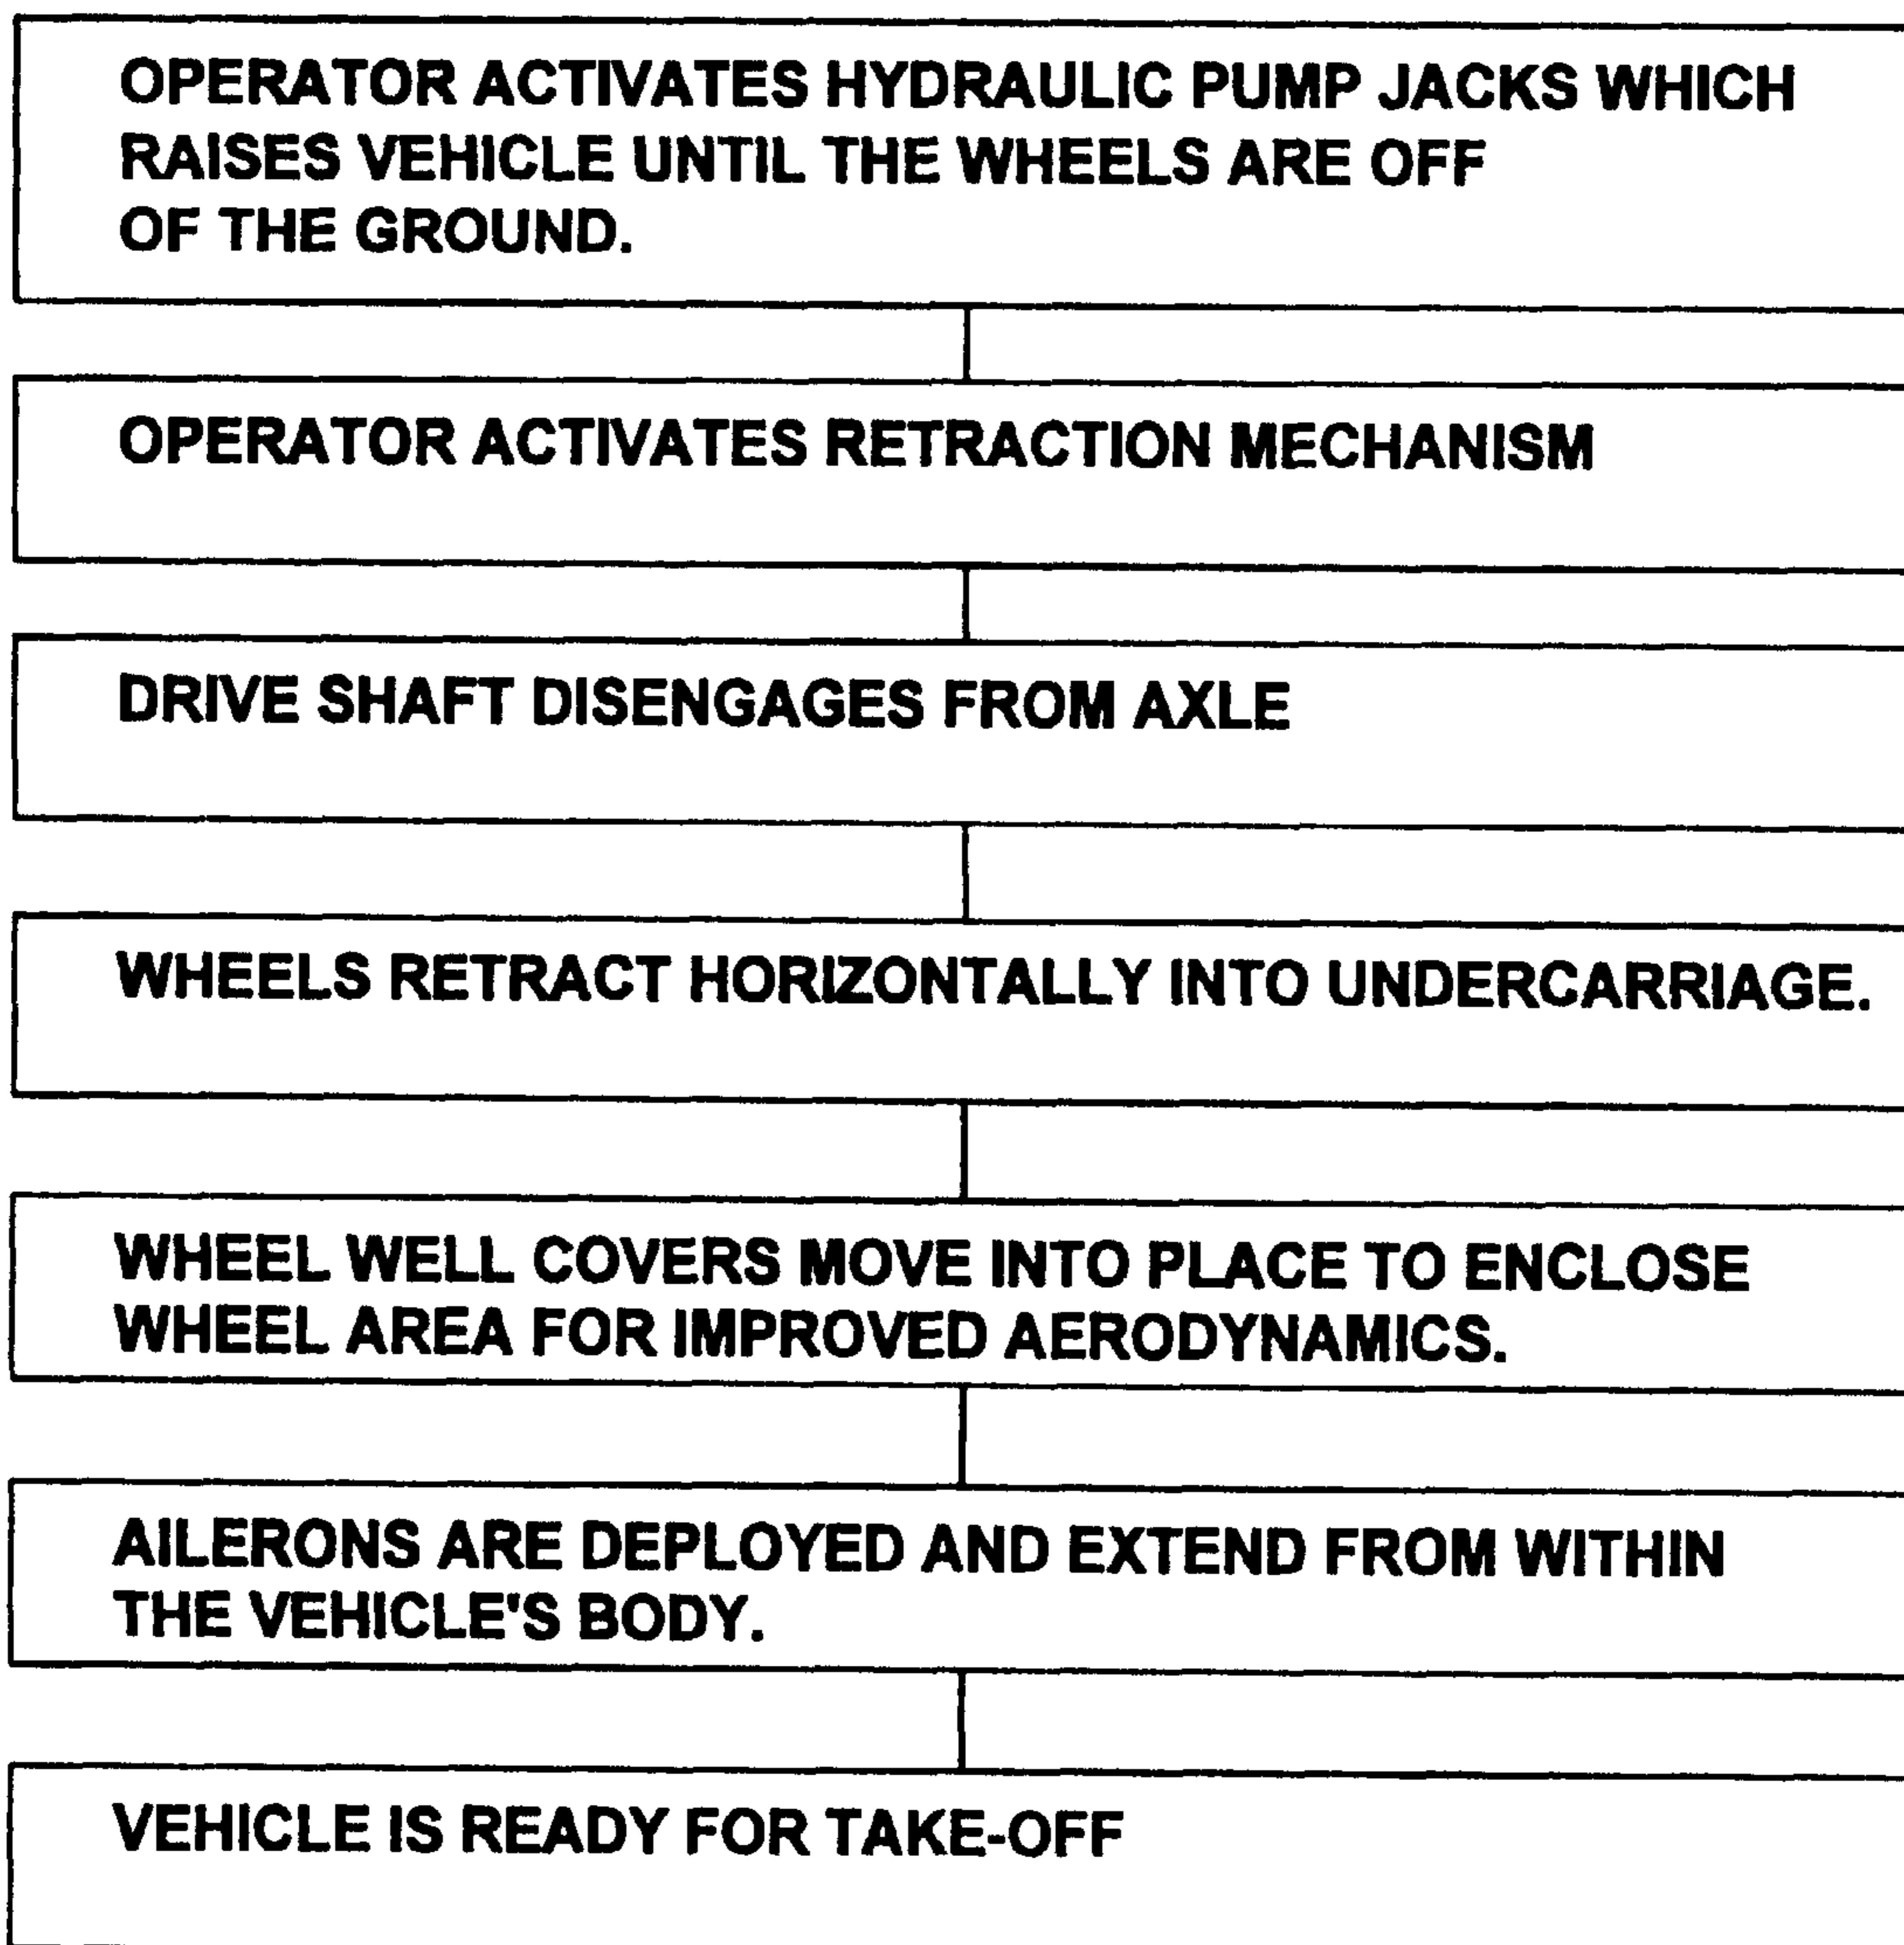 OPERATOR ACTIVATES HYDRAULIC PUMP JACKS WHICH
RAISES VEHICLE UNTIL THE WHEELS ARE OFF
OF THE GROUND.
OPERATOR ACTIVATES RETRACTION MECHANISM
DRIVE SHAFT DISENGAGES FROM AXLE
WHEELS RETRACT HORIZONTALLY INTO UNDERCARRIAGE.
WHEEL WELL COVERS MOVE INTO PLACE TO ENCLOSE
WHEEL AREA FOR IMPROVED AERODYNAMICS.
AILERONS ARE DEPLOYED AND EXTEND FROM WITHIN
THE VEHICLE'S BODY.
VEHICLE IS READY FOR TAKE-OFF